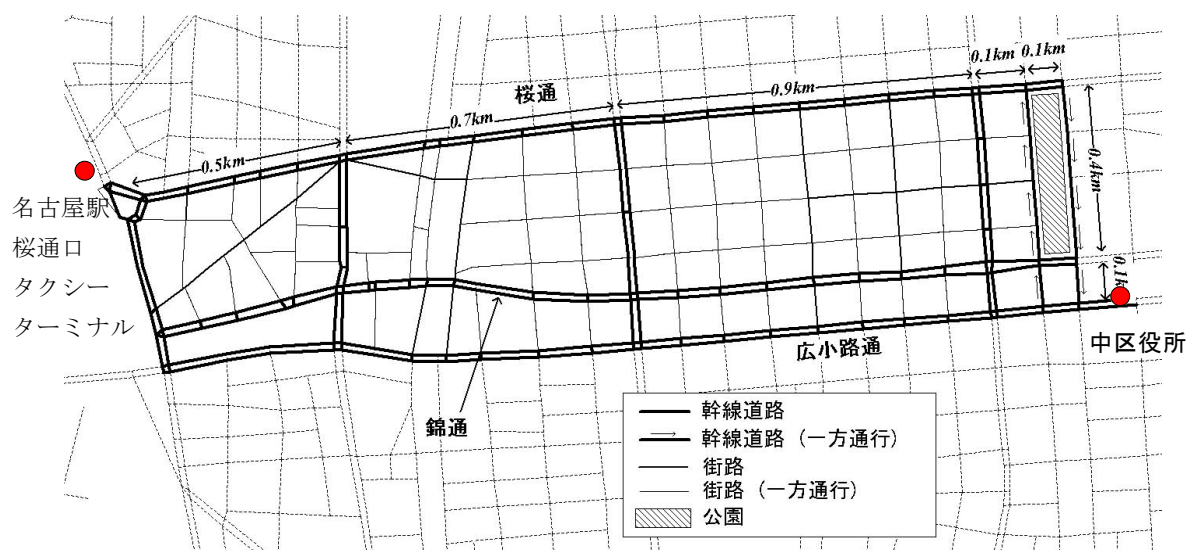 桜通
0.5km
0.7km
0.9km
0.1km
0.1km
0.4km
0.1k
名古屋駅
桜通口
タクシー
ターミナル
錦通
広小路通
中区役所
幹線道路
幹線道路 (一方通行)
街路
街路 (一方通行)
公園